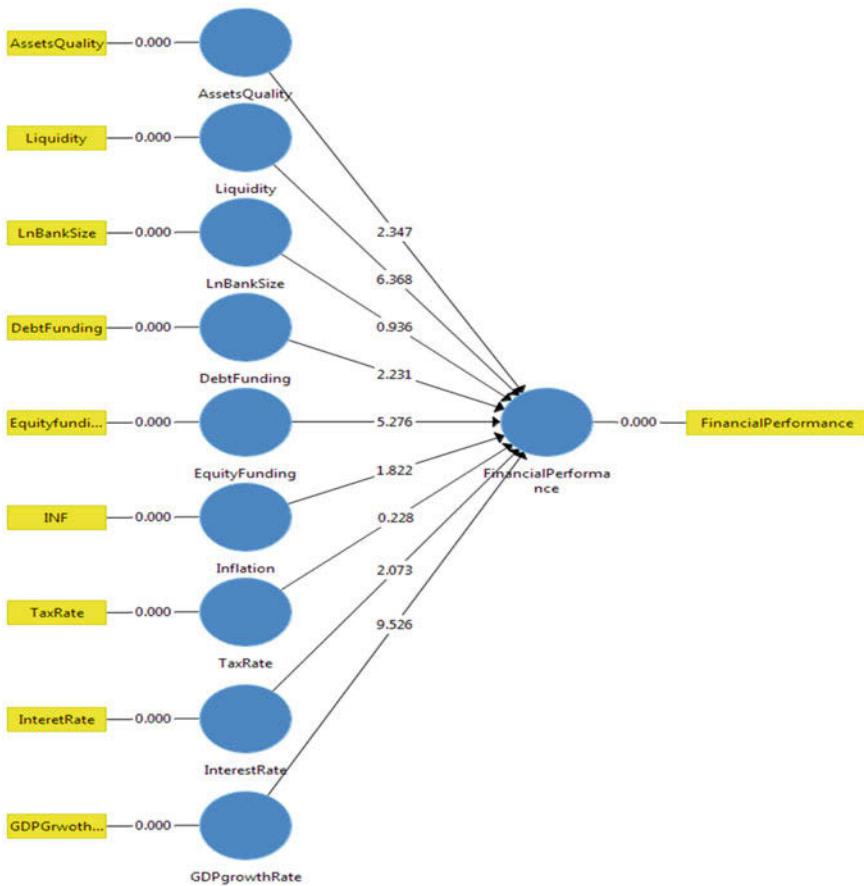 AssetsQuality
0.000
AssetsQuality
Liquidity
0.000
Liquidity
LnBankSize
0.000
LnBankSize
DebtFunding
0.000
DebtFunding
Equityfundi...
0.000
EquityFunding
INF
0.000
Inflation
TaxRate
0.000
TaxRate
InteretRate
0.000
InterestRate
GDPGrwoth...
0.000
GDPgrowthRate
2.347
6.368
0.936
2.231
5.276
1.822
0.228
2.073
9.526
FinancialPerforma
nce
0.000
FinancialPerformance